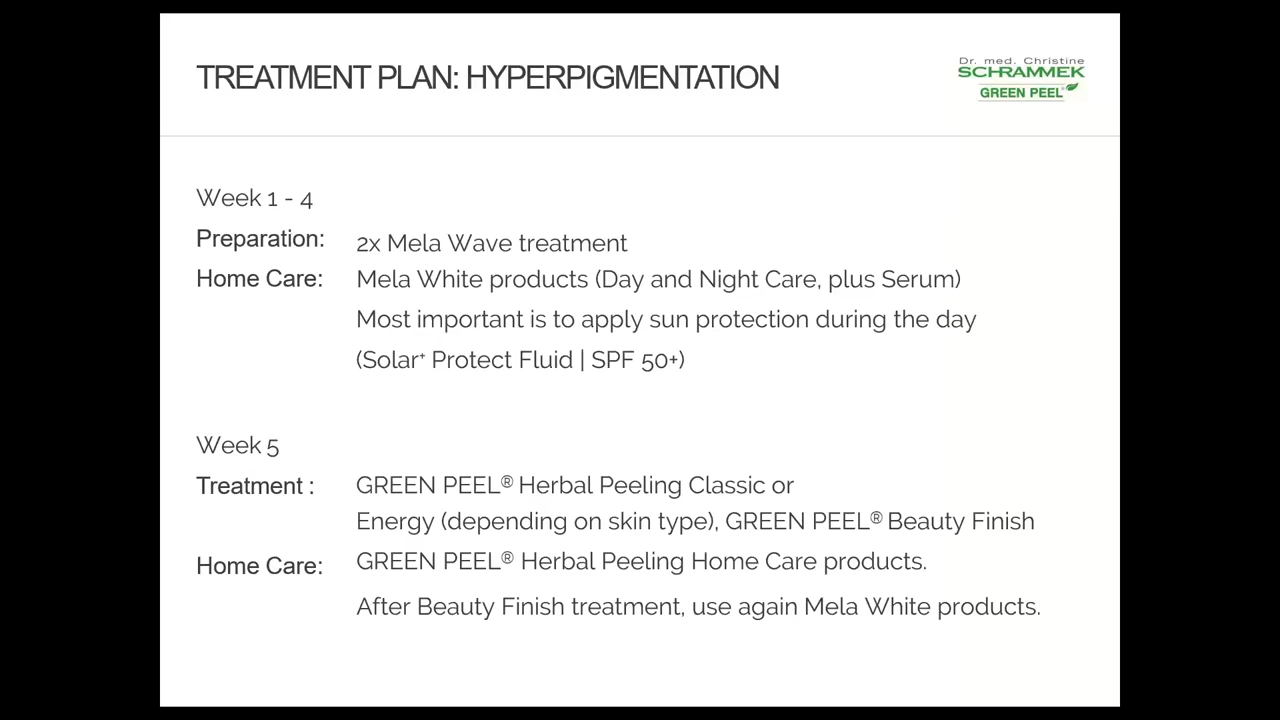 TREATMENT PLAN: HYPERPIGMENTATION
Dr. med. Christine
SCHRAMMEK
GREEN PEEL®
Week 1 - 4
Preparation: 2x Mela Wave treatment
Home Care: Mela White products (Day and Night Care, plus Serum)
Most important is to apply sun protection during the day
(Solar⁺ Protect Fluid | SPF 50+)
Week 5
Treatment : GREEN PEEL® Herbal Peeling Classic or
Energy (depending on skin type), GREEN PEEL® Beauty Finish
Home Care: GREEN PEEL® Herbal Peeling Home Care products.
After Beauty Finish treatment, use again Mela White products.